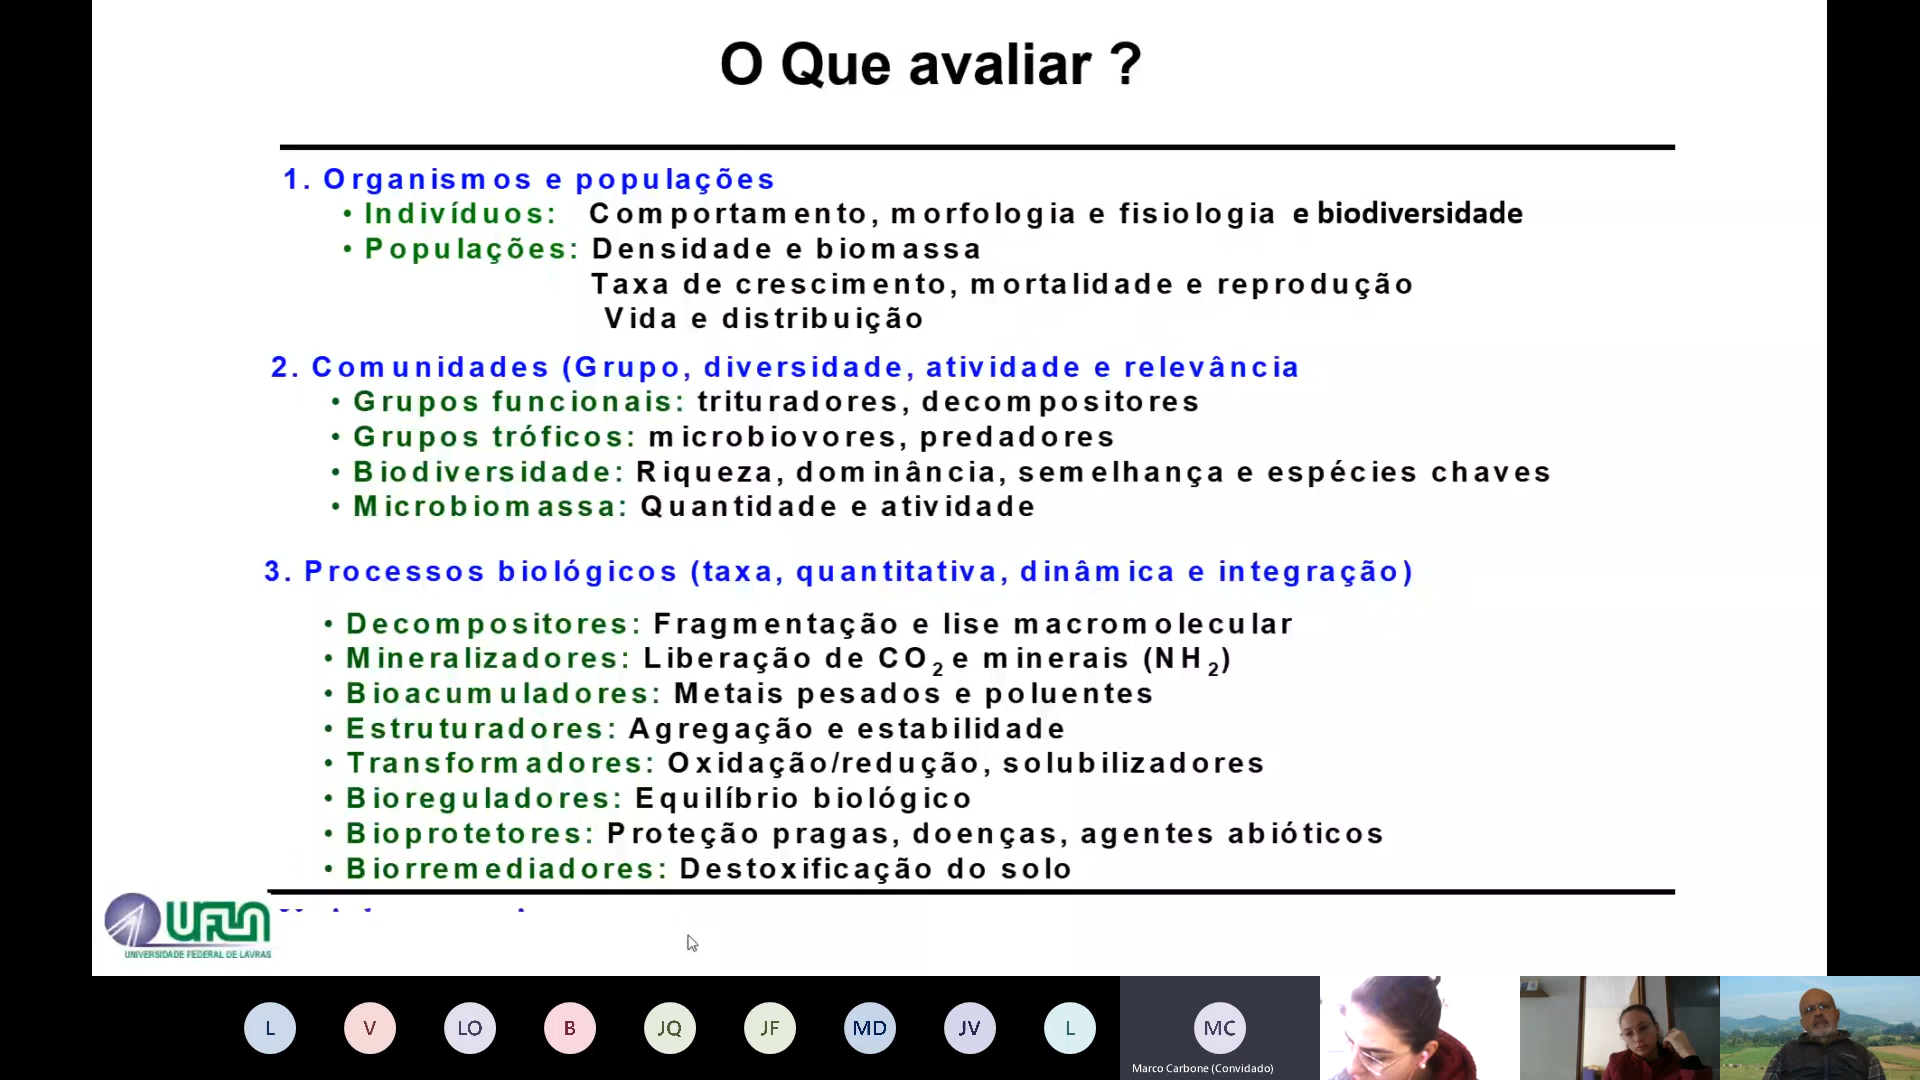 O Que avaliar ?
1. Organismos e populações
• Indivíduos: Comportamento, morfologia e fisiologia e biodiversidade
• Populações: Densidade e biomassa
Taxa de crescimento, mortalidade e reprodução
Vida e distribuição
2. Comunidades (Grupo, diversidade, atividade e relevância
• Grupos funcionais: trituradores, decompositores
• Grupos tróficos: microbiovores, predadores
• Biodiversidade: Riqueza, dominância, semelhança e espécies chaves
• Microbiomassa: Quantidade e atividade
3. Processos biológicos (taxa, quantitativa, dinâmica e integração)
• Decompositores: Fragmentação e lise macromolecular
• Mineralizadores: Liberação de CO2 e minerais (NH2)
• Bioacumuladores: Metais pesados e poluentes
• Estruturadores: Agregação e estabilidade
• Transformadores: Oxidação/redução, solubilizadores
• Bioreguladores: Equilíbrio biológico
• Bioprotetores: Proteção pragas, doenças, agentes abióticos
• Biorremediadores: Destoxificação do solo
UFLA
UNIVERSIDADE FEDERAL DE LAVRAS
L V LO B JQ JF MD JV L MC
Marco Carbone (Convidado)